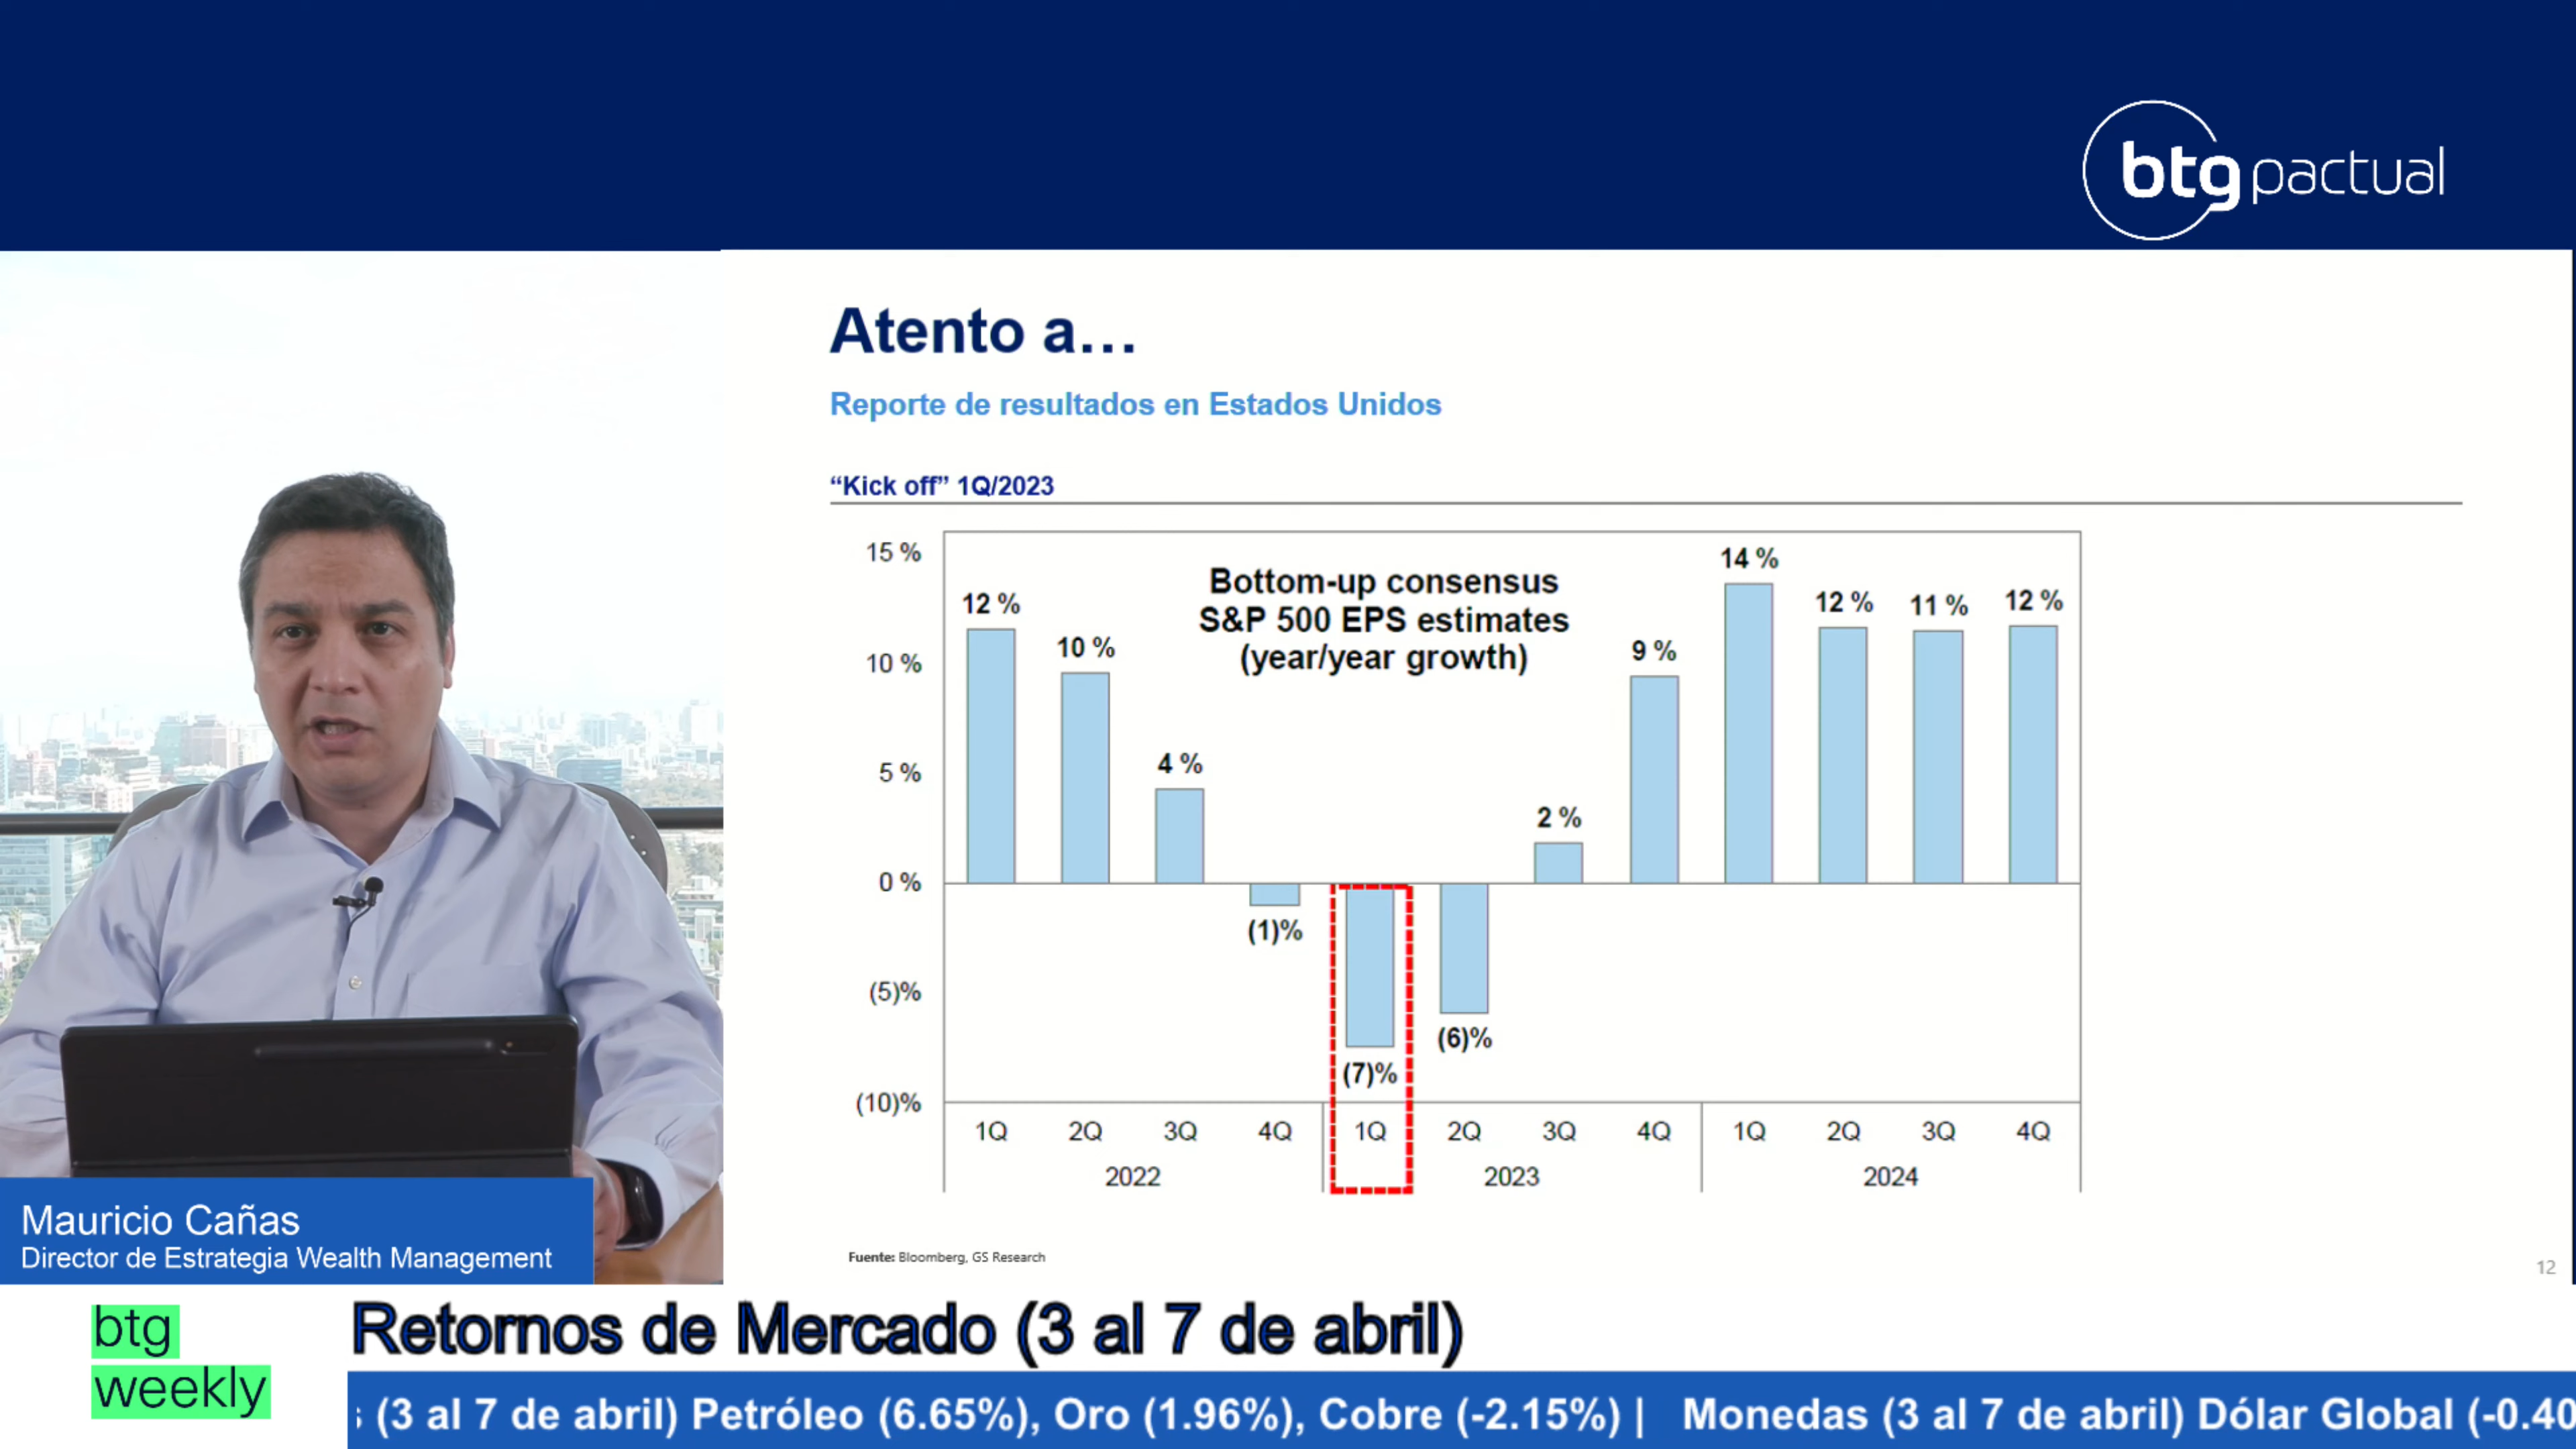 btg pactual
Atento a…
Reporte de resultados en Estados Unidos
“Kick off” 1Q/2023
Bottom-up consensus
S&P 500 EPS estimates
(year/year growth)
15 %
10 %
5 %
0 %
(5)%
(10)%
12 %
10 %
4 %
(1)%
(7)%
(6)%
2 %
9 %
14 %
12 %
11 %
12 %
1Q 2Q 3Q 4Q 1Q 2Q 3Q 4Q 1Q 2Q 3Q 4Q
2022 2023 2024
Fuente: Bloomberg, GS Research
12
Mauricio Cañas
Director de Estrategia Wealth Management
btg
weekly
Retornos de Mercado (3 al 7 de abril)
(3 al 7 de abril) Petróleo (6.65%), Oro (1.96%), Cobre (-2.15%) | Monedas (3 al 7 de abril) Dólar Global (-0.40